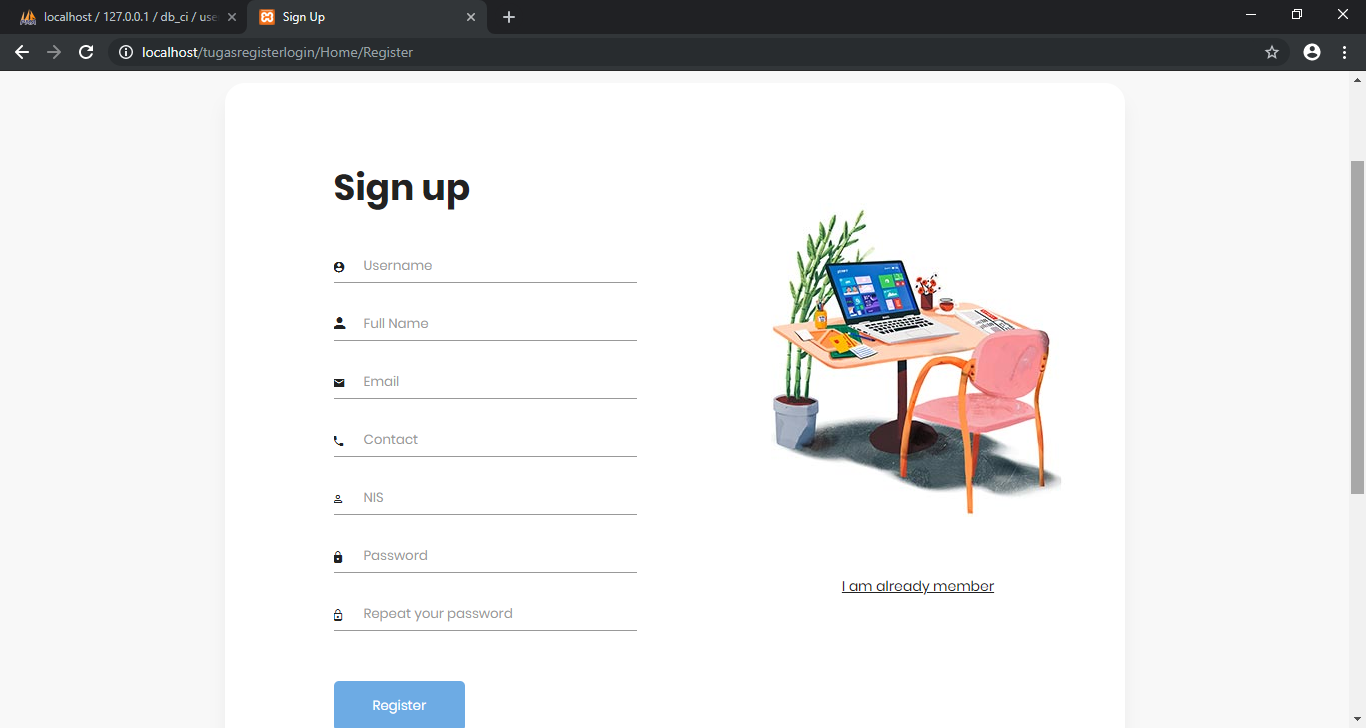 localhost / 127.0.0.1 / db_ci / use
Sign Up
localhost/tugasregisterlogin/Home/Register
Sign up
Username
Full Name
Email
Contact
NIS
Password
Repeat your password
Register
I am already member